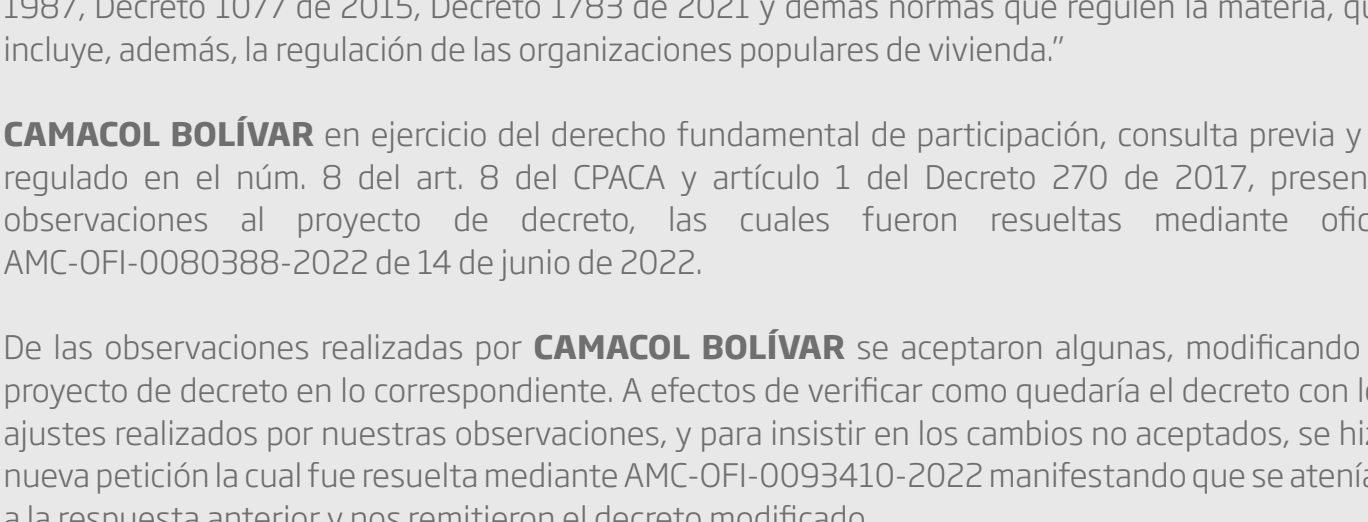 1987, Decreto 1077 de 2015, Decreto 1783 de 2021 y demás normas que regulen la materia,
incluye, además, la regulación de las organizaciones populares de vivienda.”
CAMACOL BOLÍVAR en ejercicio del derecho fundamental de participación, consulta previa y
regulado en el núm. 8 del art. 8 del CPACA y artículo 1 del Decreto 270 de 2017,
observaciones al proyecto de decreto, las cuales fueron resueltas mediante
AMC-OFI-0080388-2022 de 14 de junio de 2022.
De las observaciones realizadas por CAMACOL BOLÍVAR se aceptaron algunas, modificando
proyecto de decreto en lo correspondiente. A efectos de verificar como quedaría el decreto con
ajustes realizados por nuestras observaciones, y para insistir en los cambios no aceptados, se
nueva petición la cual fue resuelta mediante AMC-OFI-0093410-2022 manifestando que se
a la respuesta anterior y nos remitieron el decreto modificado